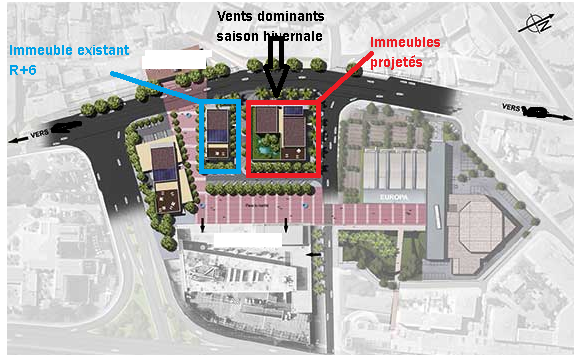 Vents dominants
saison hivernale
Immeuble existant
R+6
Immeubles
projetés
N
VERS
VERS
EUROPA